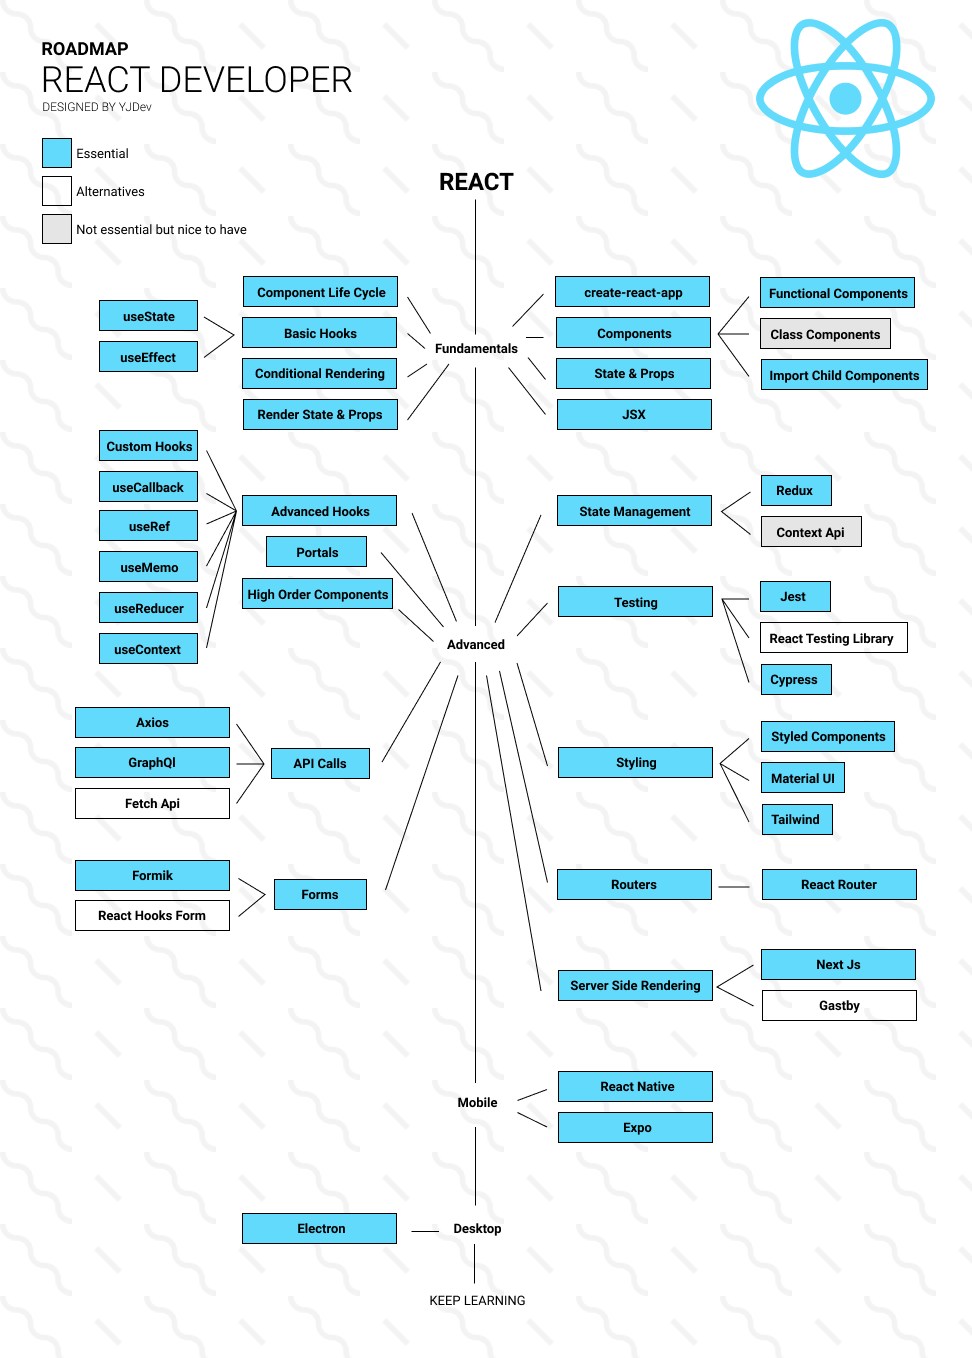 ROADMAP
REACT DEVELOPER
DESIGNED BY YJDev
Essential
Alternatives
Not essential but nice to have
REACT
Component Life Cycle
Basic Hooks
Conditional Rendering
Render State & Props
useState
useEffect
Fundamentals
create-react-app
Components
State & Props
JSX
Functional Components
Class Components
Import Child Components
Custom Hooks
useCallback
useRef
useMemo
useReducer
useContext
Advanced Hooks
Portals
High Order Components
Advanced
State Management
Redux
Context Api
Testing
Jest
React Testing Library
Cypress
Axios
GraphQl
Fetch Api
API Calls
Styling
Styled Components
Material UI
Tailwind
Formik
React Hooks Form
Forms
Routers
React Router
Server Side Rendering
Next Js
Gastby
Mobile
React Native
Expo
Electron
Desktop
KEEP LEARNING